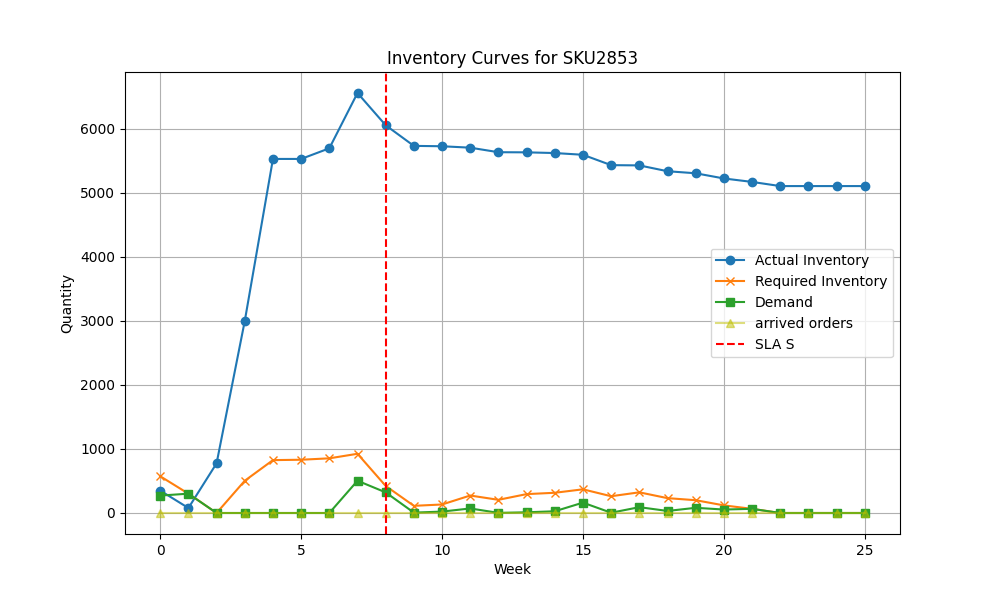 Inventory Curves for SKU2853
Quantity
6000
5000
4000
3000
2000
1000
0
Actual Inventory
Required Inventory
Demand
arrived orders
SLA S
0 5 10 15 20 25
Week